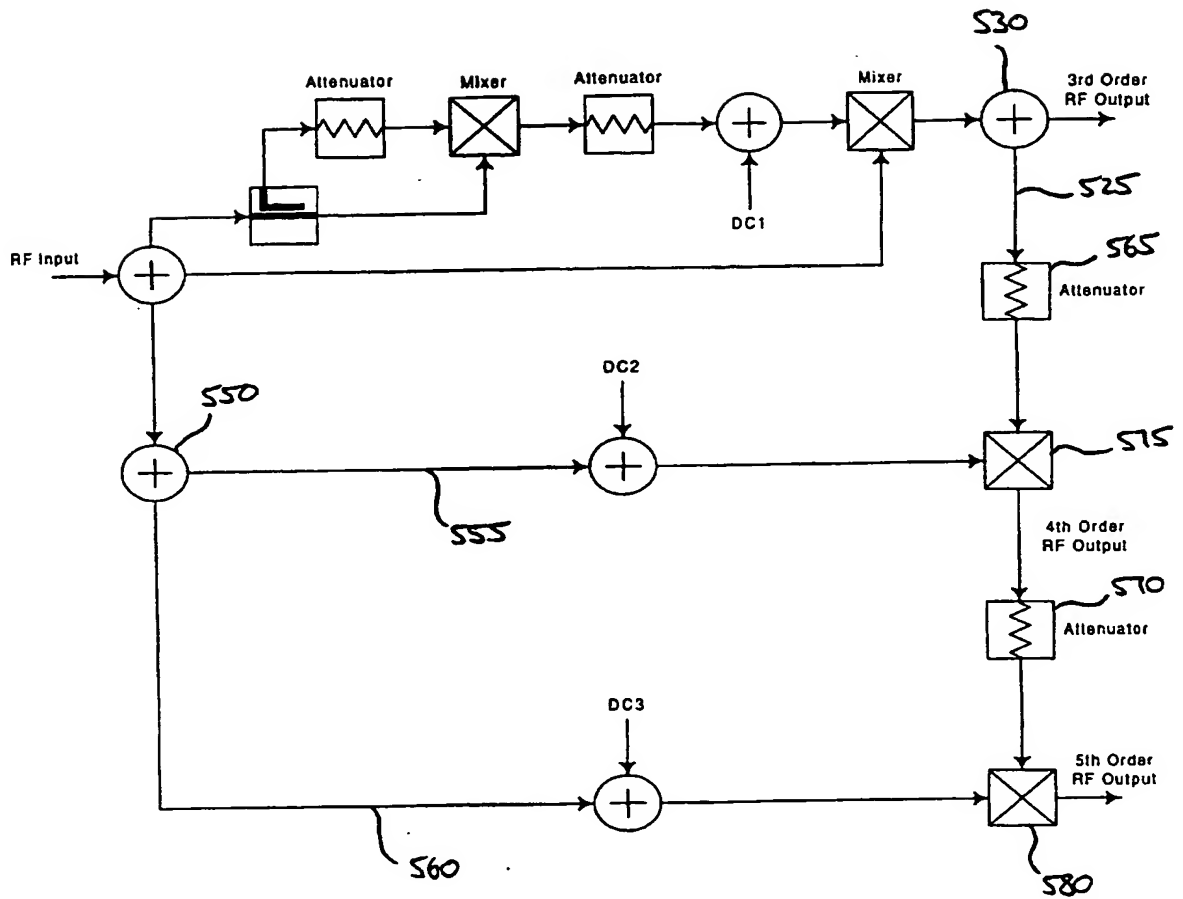 530
Attenuator
Mixer
Attenuator
Mixer
3rd Order
RF Output
525
DC1
565
RF Input
Attenuator
DC2
550
575
555
4th Order
RF Output
570
Attenuator
DC3
5th Order
RF Output
560
580